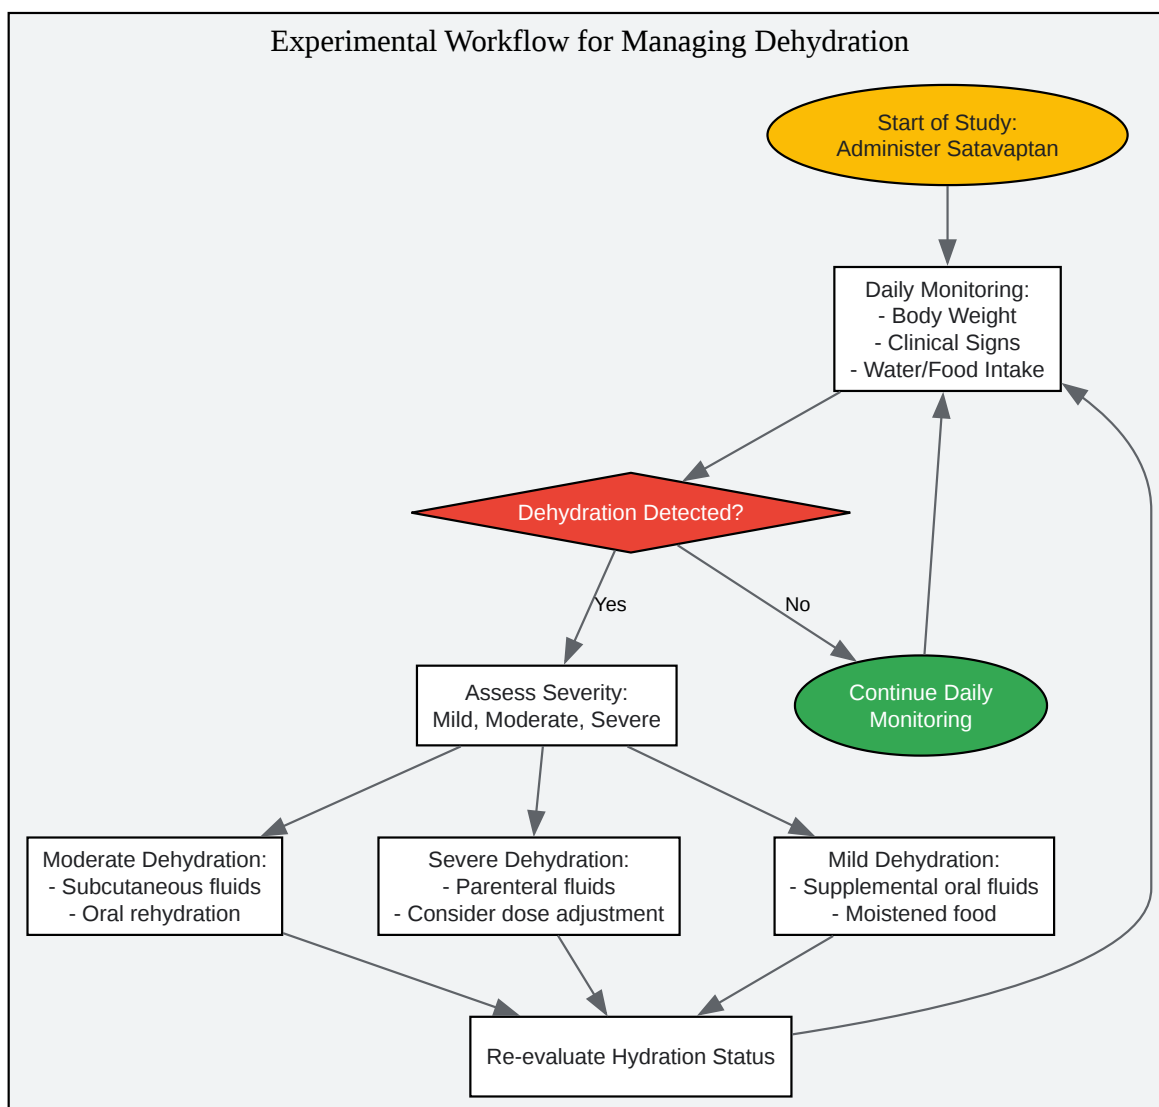 Experimental Workflow for Managing Dehydration
Start of Study:
Administer Satavaptan
Daily Monitoring:
- Body Weight
- Clinical Signs
- Water/Food Intake
Dehydration Detected?
Yes
No
Assess Severity:
Mild, Moderate, Severe
Continue Daily
Monitoring
Moderate Dehydration:
- Subcutaneous fluids
- Oral rehydration
Severe Dehydration:
- Parenteral fluids
- Consider dose adjustment
Mild Dehydration:
- Supplemental oral fluids
- Moistened food
Re-evaluate Hydration Status